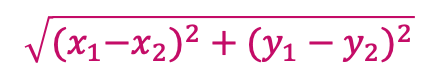 √(x₁−x₂)² + (y₁ − y₂)²